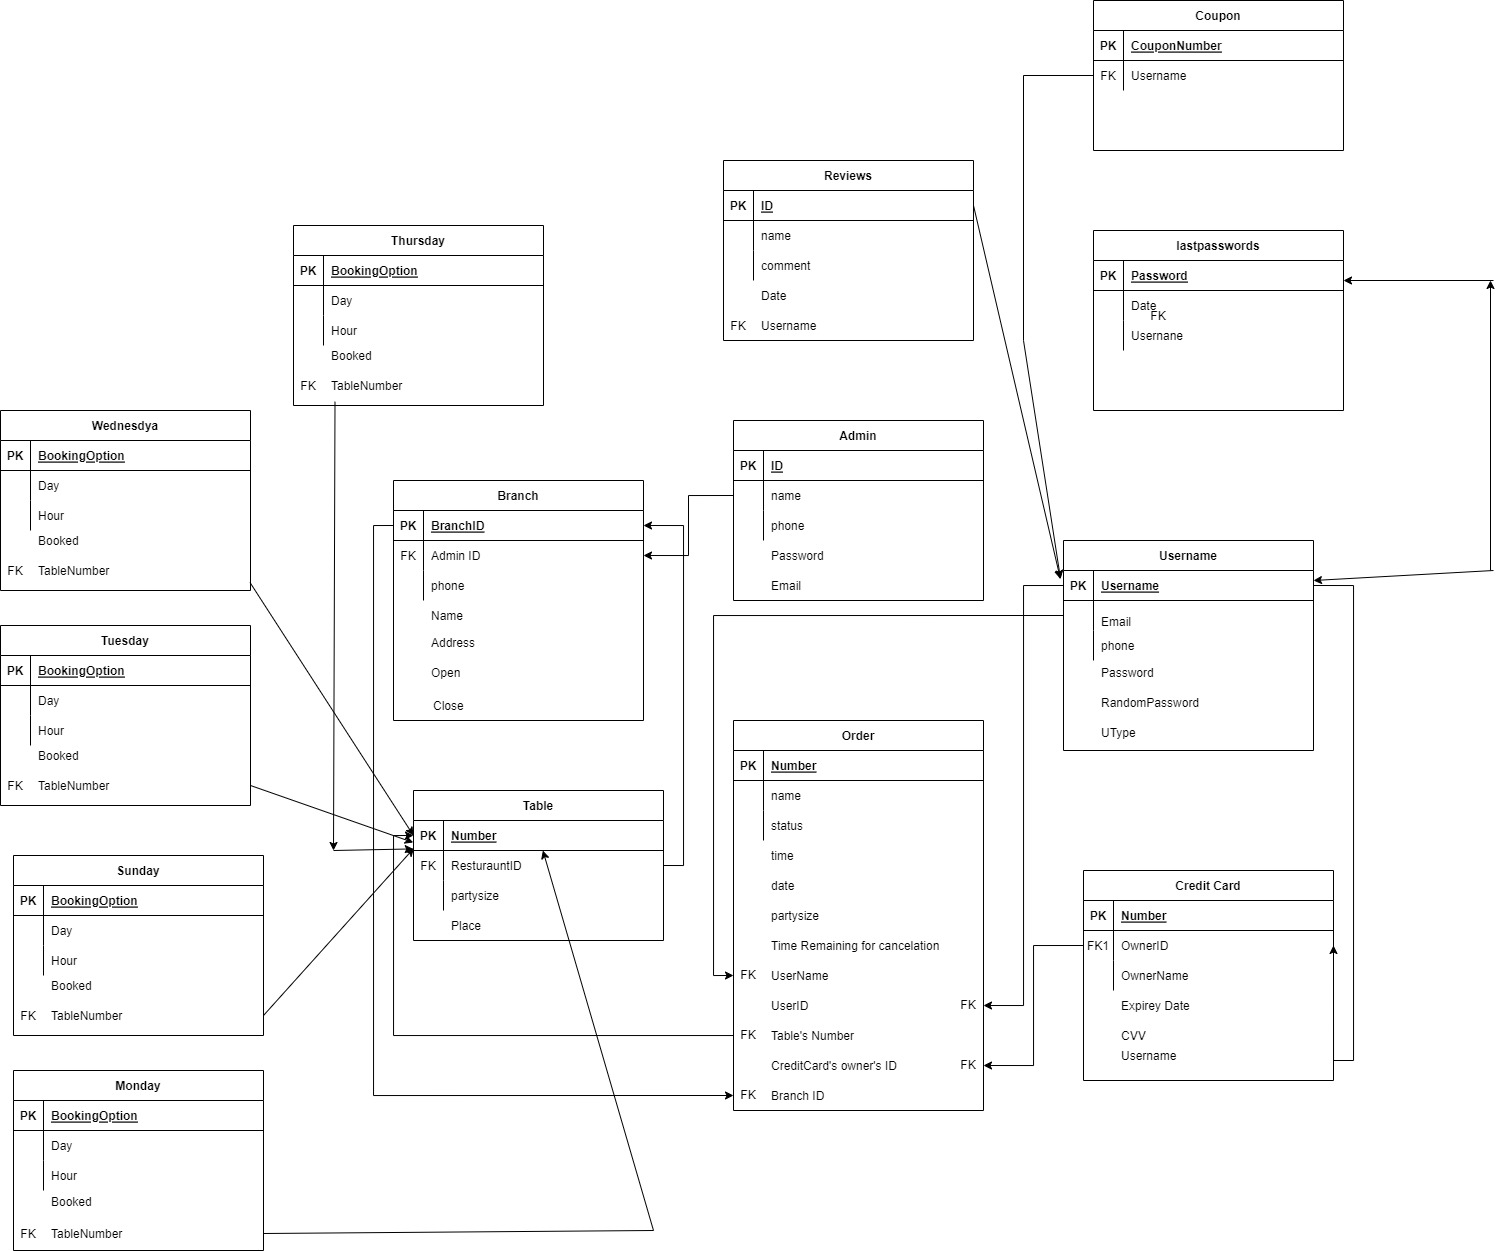 Coupon
PK CouponNumber
FK Username
Reviews
PK ID
name
comment
Date
FK Username
lastpasswords
PK Password
Date
FK
Usernane
Thursday
PK BookingOption
Day
Hour
Booked
FK TableNumber
Wednesdya
PK BookingOption
Day
Hour
Booked
FK TableNumber
Branch
PK BranchID
FK Admin ID
phone
Name
Address
Open
Close
Admin
PK ID
name
phone
Password
Email
Username
PK Username
Email
phone
Password
RandomPassword
UType
Tuesday
PK BookingOption
Day
Hour
Booked
FK TableNumber
Table
PK Number
FK ResturauntID
partysize
Place
Order
PK Number
name
status
time
date
partysize
Time Remaining for cancelation
FK UserName
UserID FK
FK Table's Number
CreditCard's owner's ID FK
FK Branch ID
Credit Card
PK Number
FK1 OwnerID
OwnerName
Expirey Date
CVV
Username
Sunday
PK BookingOption
Day
Hour
Booked
FK TableNumber
Monday
PK BookingOption
Day
Hour
Booked
FK TableNumber